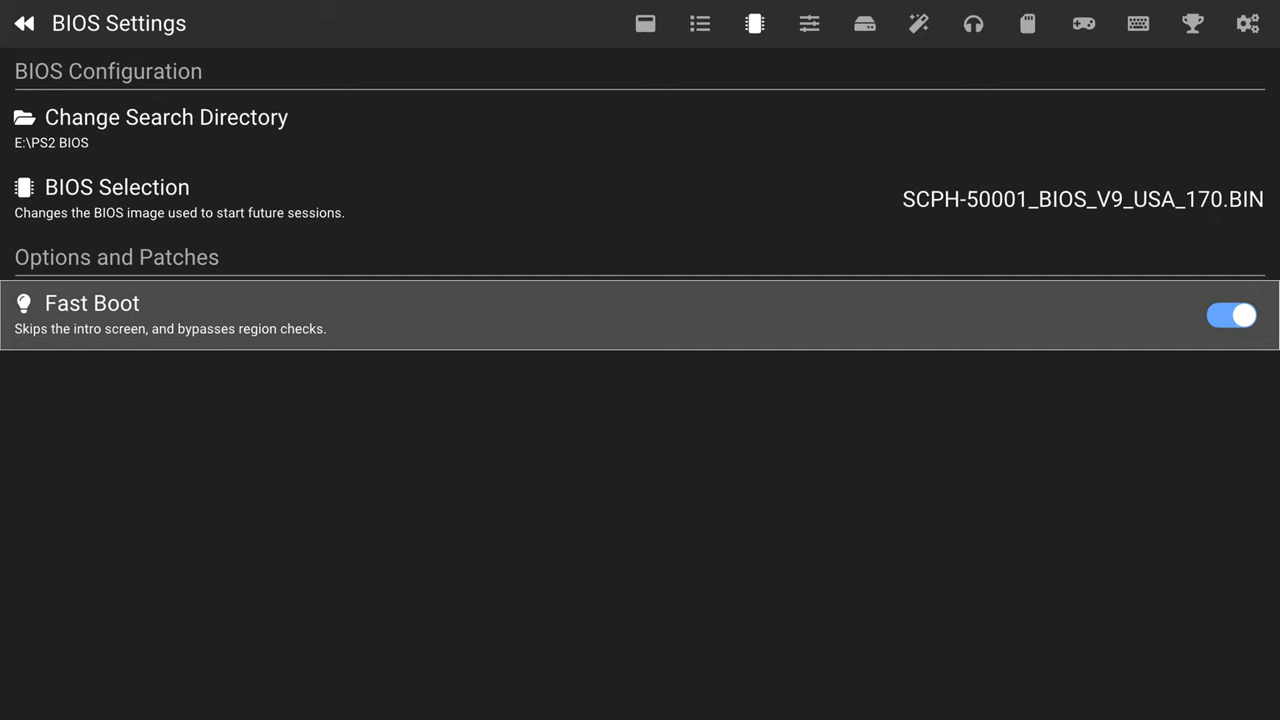 BIOS Settings
BIOS Configuration
Change Search Directory
E:\PS2 BIOS
BIOS Selection
Changes the BIOS image used to start future sessions.
SCPH-50001_BIOS_V9_USA_170.BIN
Options and Patches
Fast Boot
Skips the intro screen, and bypasses region checks.